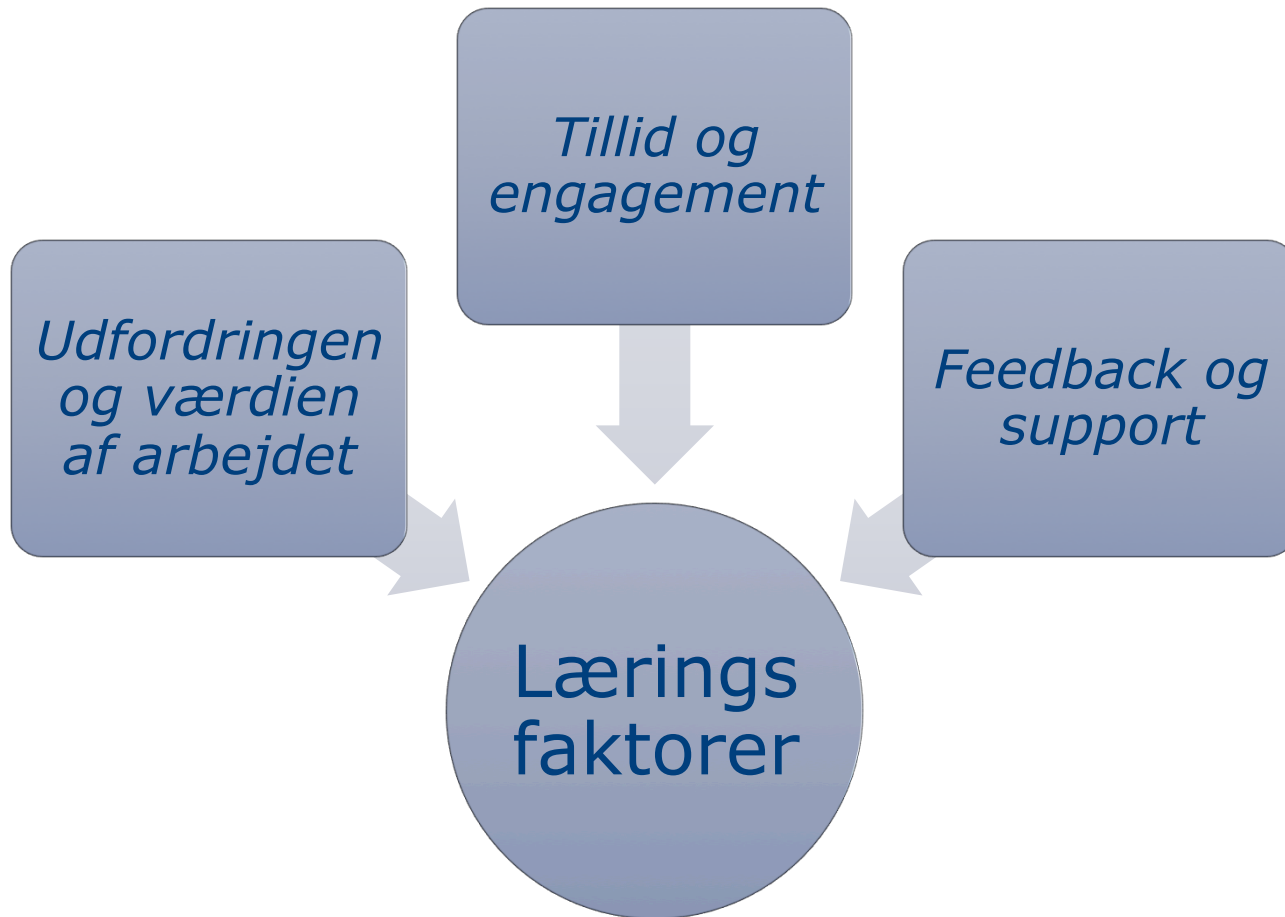 Tillid og
engagement
Udfordringen
og værdien
af arbejdet
Feedback og
support
Lærings
faktorer